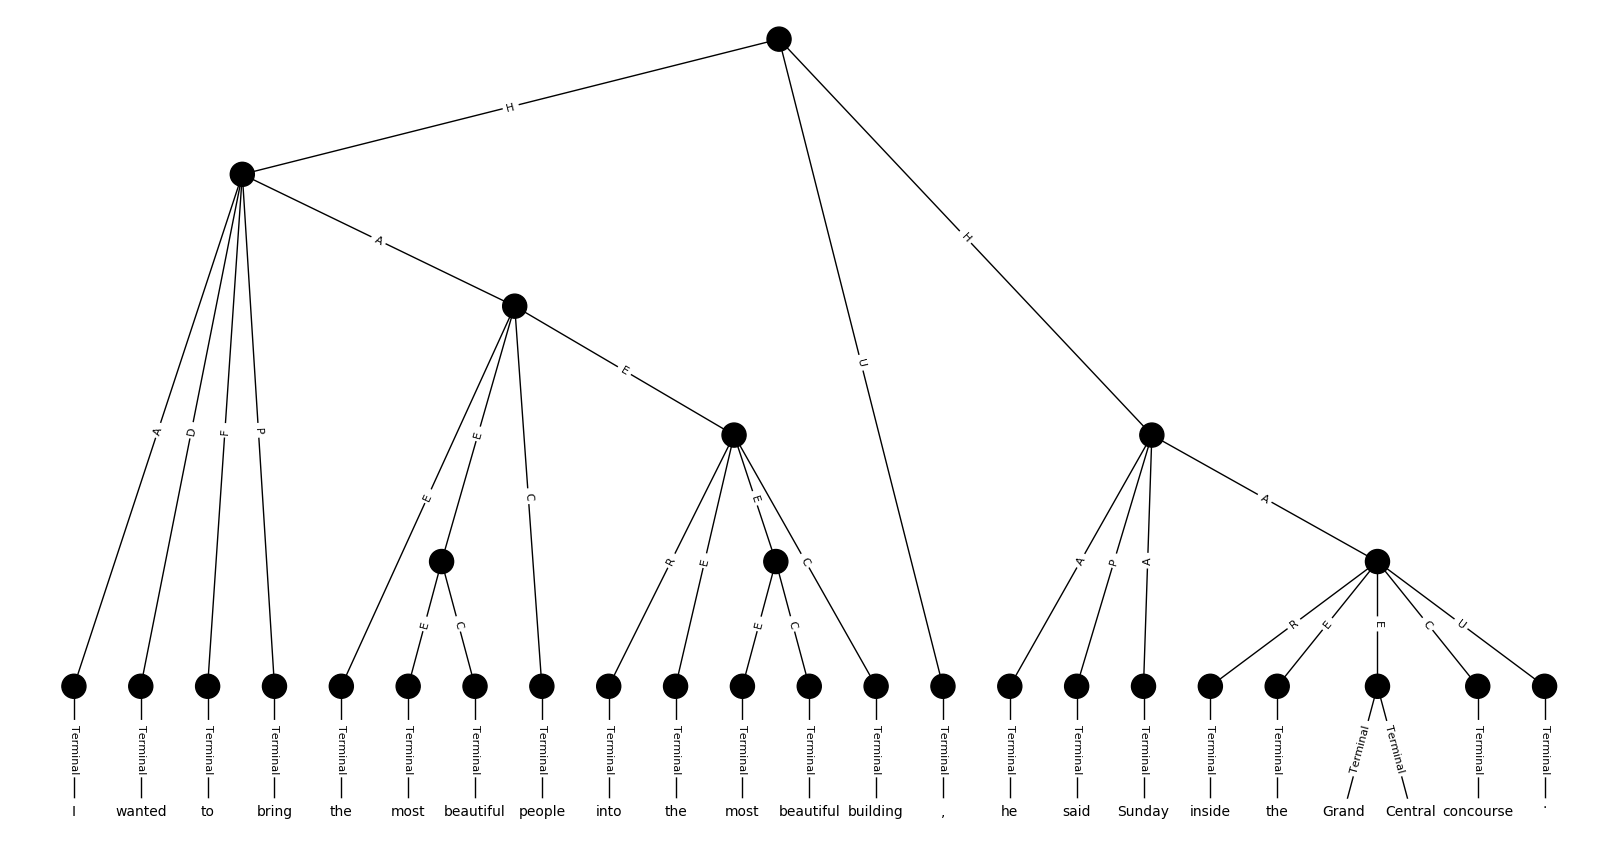 H
A
H
U
A D F P
E
E
E C
A
R E E C
A P A
E C
E C
R E E C U
Terminal Terminal Terminal Terminal Terminal Terminal Terminal Terminal Terminal Terminal Terminal Terminal Terminal Terminal Terminal Terminal Terminal Terminal Terminal Terminal Terminal Terminal Terminal
I wanted to bring the most beautiful people into the most beautiful building , he said Sunday inside the Grand Central concourse .